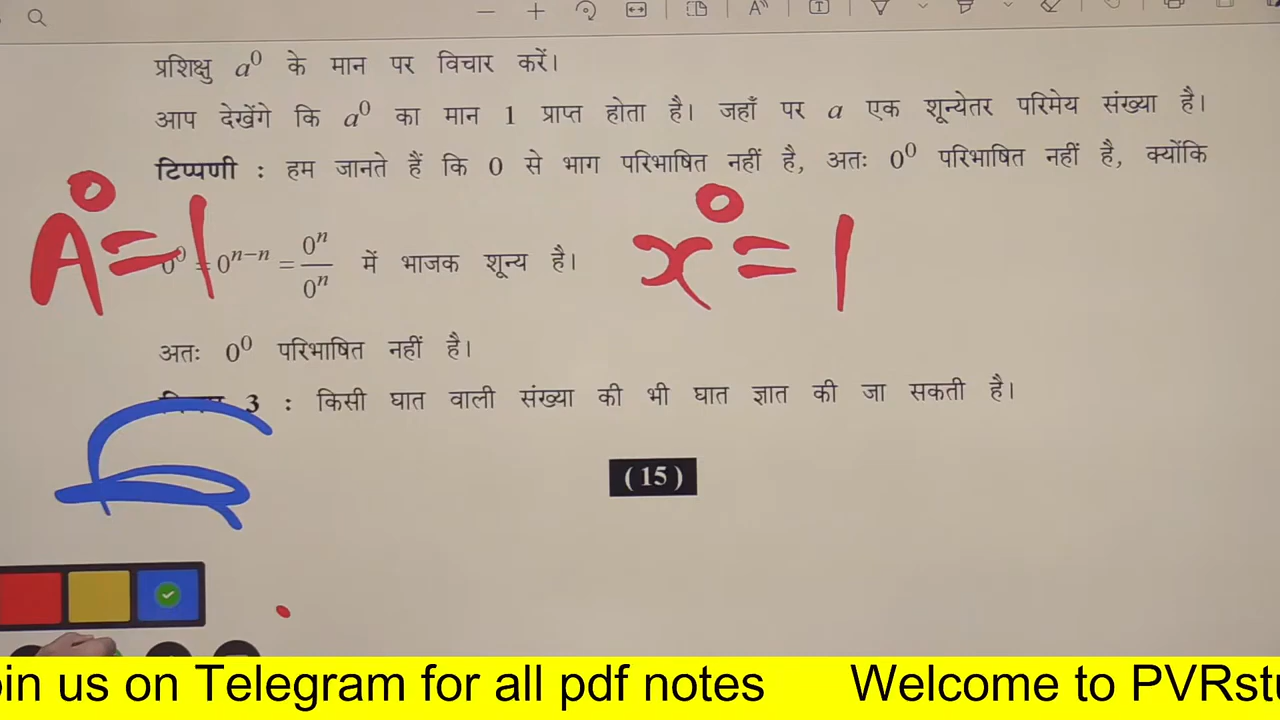 प्रशिक्षु a⁰ के मान पर विचार करें।
आप देखेंगे कि a⁰ का मान 1 प्राप्त होता है। जहाँ पर a एक शून्येतर परिमेय संख्या है।
टिप्पणी : हम जानते हैं कि 0 से भाग परिभाषित नहीं है, अतः 0⁰ परिभाषित नहीं है, क्योंकि
A⁰ = 1
x⁰ = 1
0⁰ = 0ⁿ⁻ⁿ = 0ⁿ/0ⁿ में भाजक शून्य है।
अतः 0⁰ परिभाषित नहीं है।
3 : किसी घात वाली संख्या की भी घात ज्ञात की जा सकती है।
(15)
in us on Telegram for all pdf notes Welcome to